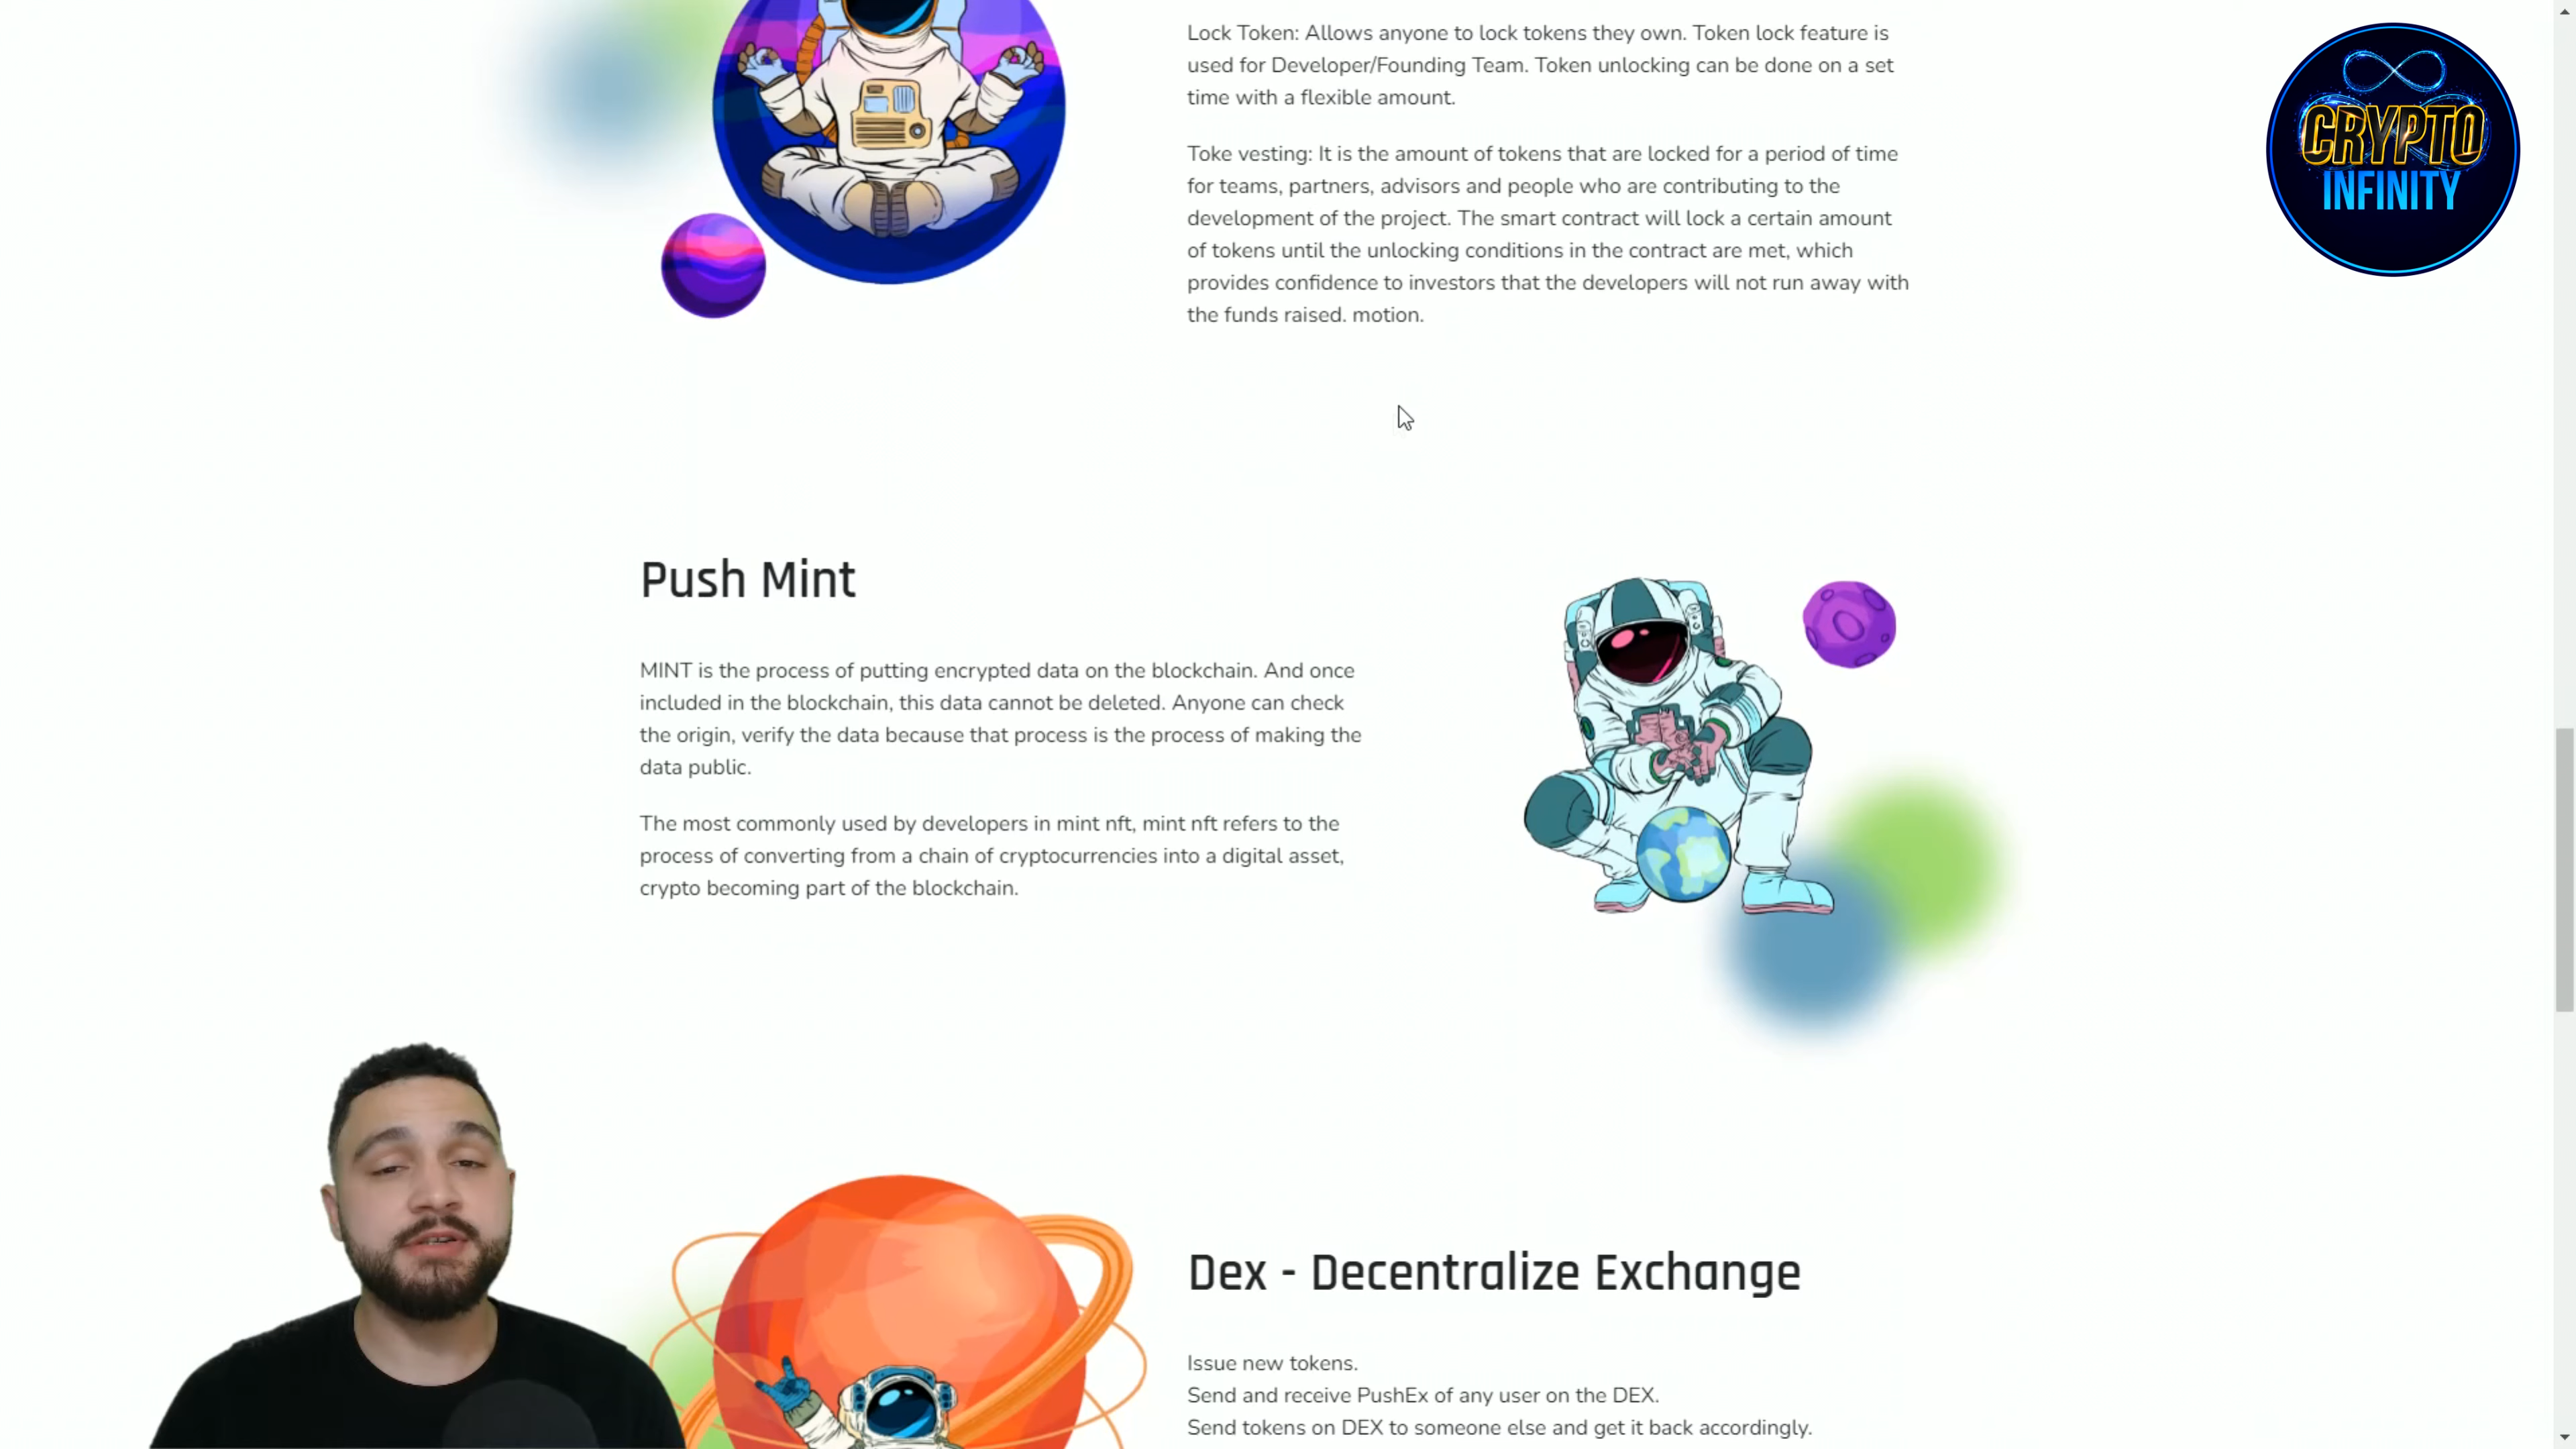 Lock Token: Allows anyone to lock tokens they own. Token lock feature is
used for Developer/Founding Team. Token unlocking can be done on a set
time with a flexible amount.
Toke vesting: It is the amount of tokens that are locked for a period of time
for teams, partners, advisors and people who are contributing to the
development of the project. The smart contract will lock a certain amount
of tokens until the unlocking conditions in the contract are met, which
provides confidence to investors that the developers will not run away with
the funds raised. motion.
CRYPTO
INFINITY
Push Mint
MINT is the process of putting encrypted data on the blockchain. And once
included in the blockchain, this data cannot be deleted. Anyone can check
the origin, verify the data because that process is the process of making the
data public.
The most commonly used by developers in mint nft, mint nft refers to the
process of converting from a chain of cryptocurrencies into a digital asset,
crypto becoming part of the blockchain.
Dex - Decentralize Exchange
Issue new tokens.
Send and receive PushEx of any user on the DEX.
Send tokens on DEX to someone else and get it back accordingly.